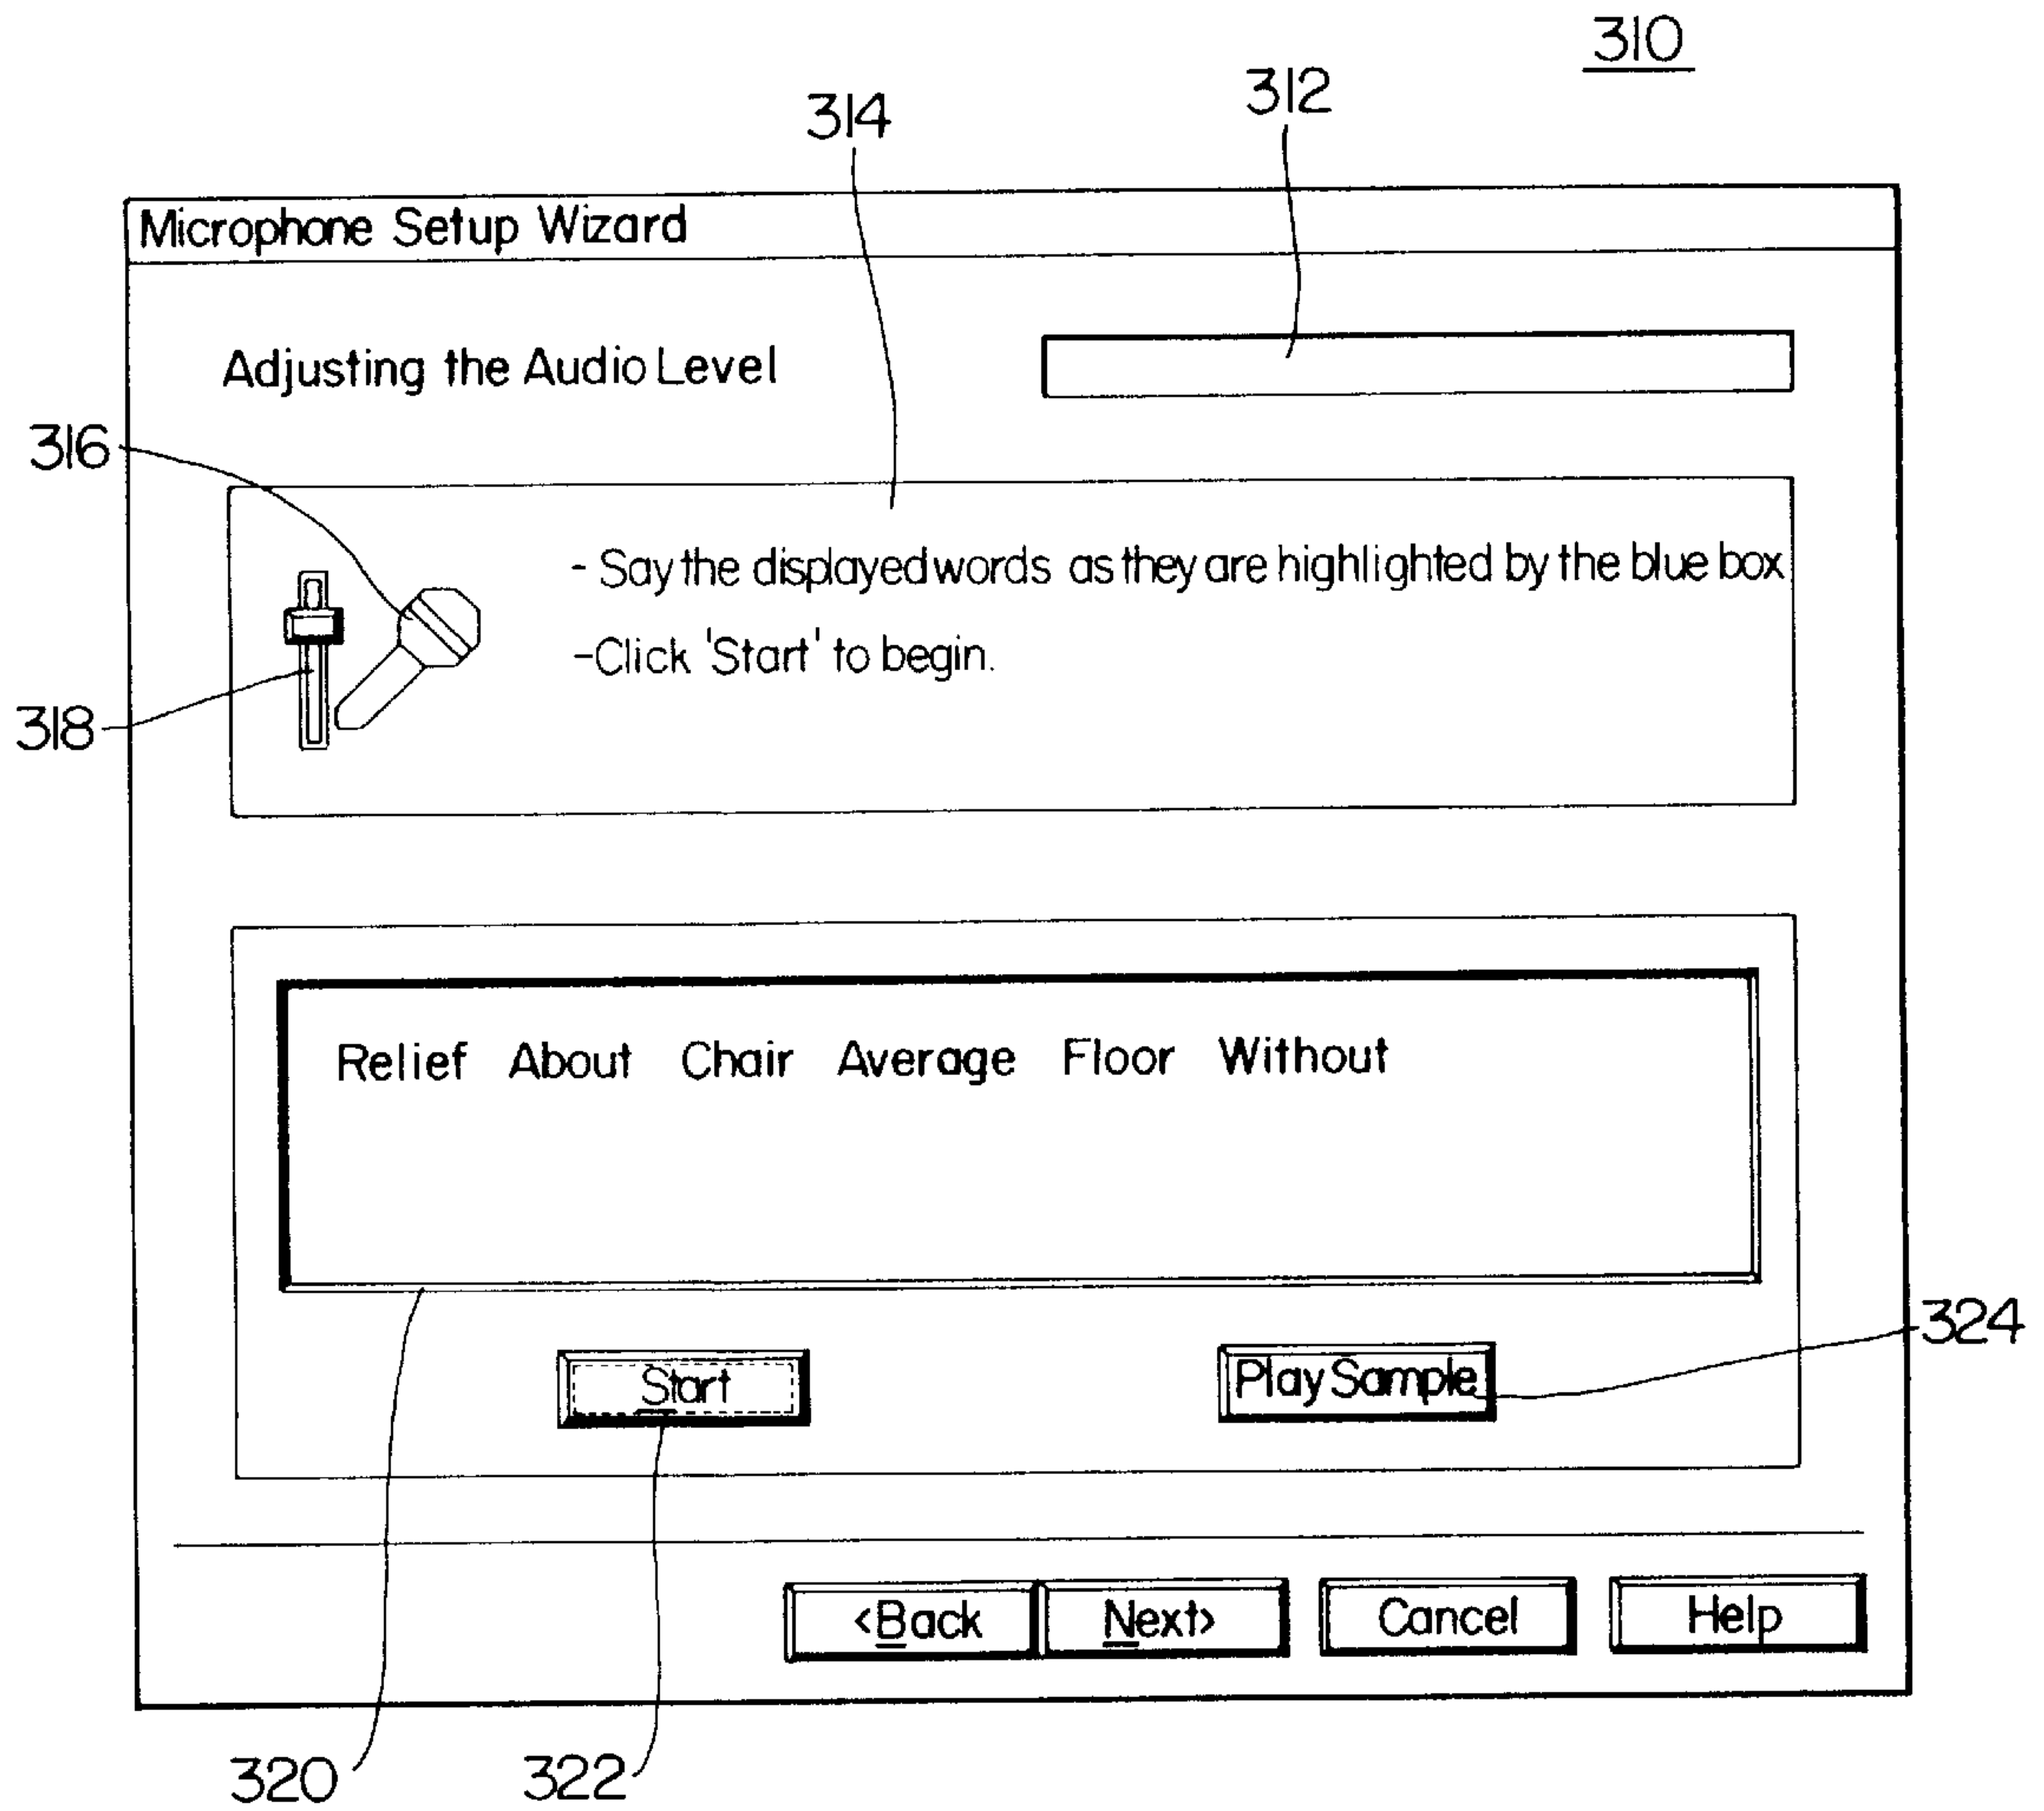 310
312
314
Microphone Setup Wizard
Adjusting the Audio Level
316
- Say the displayed words as they are highlighted by the blue box
-Click 'Start' to begin.
318
Relief About Chair Average Floor Without
324
Start Play Sample
<Back Next> Cancel Help
320 322